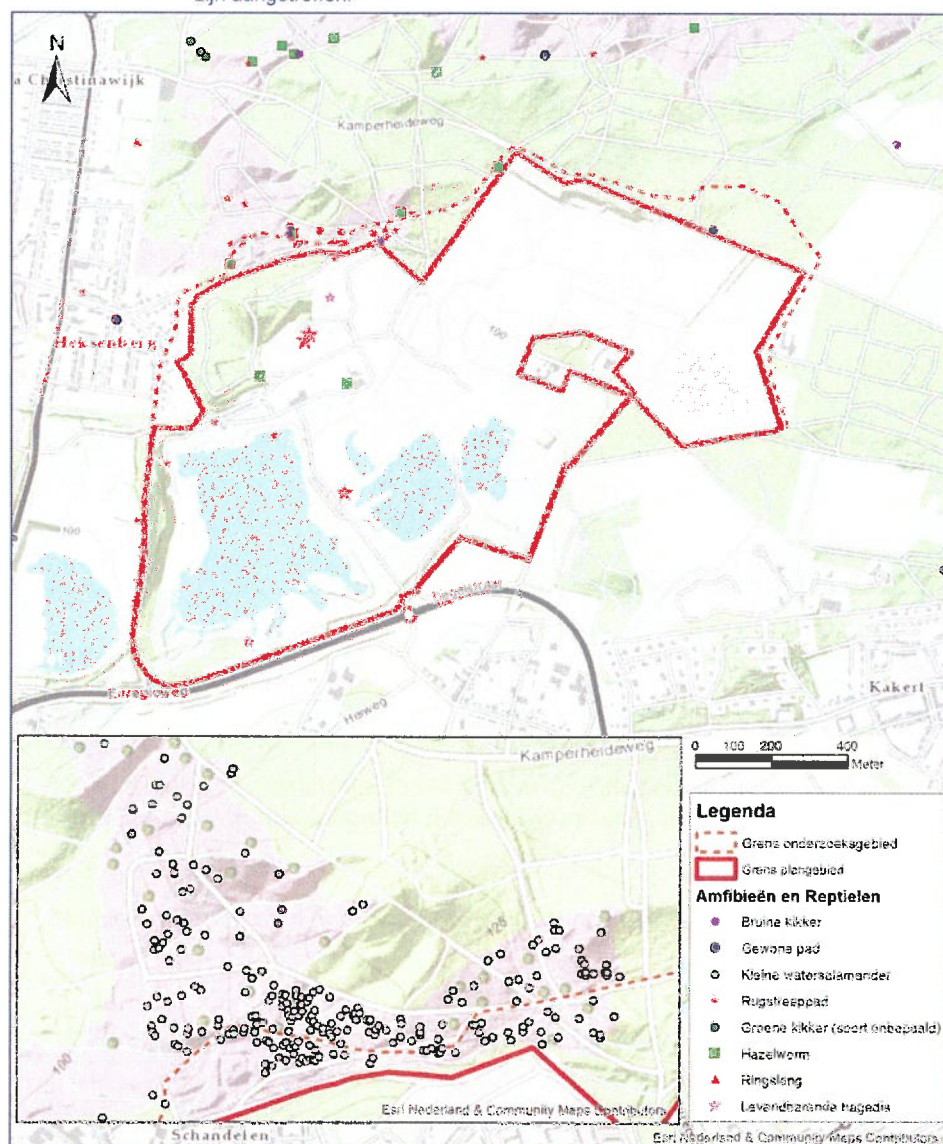 zijn aangetroffen.
N
a Christinawijk
Kamperheideweg
100
Heksenberg
100
Euregioweg
Heiweg
Kakert
Kamperheideweg
125
100
Esri Nederland & Community Maps Contributors
Schandelen
0 100 200 400
Meter
Legenda
Grens onderzoeksgebied
Grens plangebied
Amfibieën en Reptielen
Bruine kikker
Gewone pad
Kleine watersalamander
Rugstreeppad
Groene kikker (soort onbepaald)
Hazelworm
Ringslang
Levendbarende hagedis
Esri Nederland & Community Maps Contributors